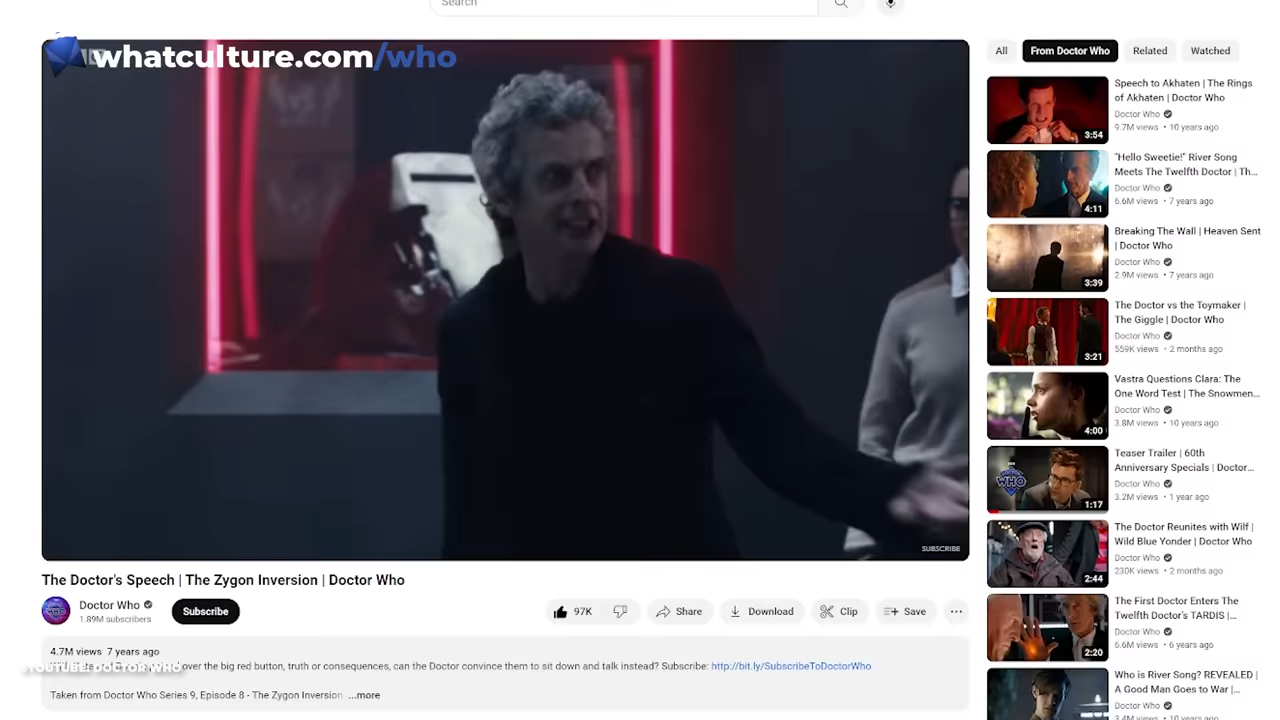 Search
whatculture.com/who
SUBSCRIBE
The Doctor's Speech | The Zygon Inversion | Doctor Who
Doctor Who
1.89M subscribers
Subscribe
97K
Share
Download
Clip
Save
4.7M views 7 years ago
YOUTUBE: DOCTOR WHO
over the big red button, truth or consequences, can the Doctor convince them to sit down and talk instead? Subscribe: http://bit.ly/SubscribeToDoctorWho
Taken from Doctor Who Series 9, Episode 8 - The Zygon Inversion ...more
All
From Doctor Who
Related
Watched
3:54
Speech to Akhaten | The Rings
of Akhaten | Doctor Who
Doctor Who
9.7M views • 10 years ago
4:11
"Hello Sweetie!" River Song
Meets The Twelfth Doctor | Th...
Doctor Who
6.6M views • 7 years ago
3:39
Breaking The Wall | Heaven Sent
| Doctor Who
Doctor Who
2.9M views • 7 years ago
3:21
The Doctor vs the Toymaker |
The Giggle | Doctor Who
Doctor Who
559K views • 2 months ago
4:00
Vastra Questions Clara: The
One Word Test | The Snowmen...
Doctor Who
3.8M views • 10 years ago
WHO
1:17
Teaser Trailer | 60th
Anniversary Specials | Doctor...
Doctor Who
3.2M views • 1 year ago
2:44
The Doctor Reunites with Wilf |
Wild Blue Yonder | Doctor Who
Doctor Who
230K views • 2 months ago
2:20
The First Doctor Enters The
Twelfth Doctor's TARDIS |...
Doctor Who
6.6M views • 6 years ago
Who is River Song? REVEALED |
A Good Man Goes to War |...
Doctor Who
3.4M views • 10 years ago